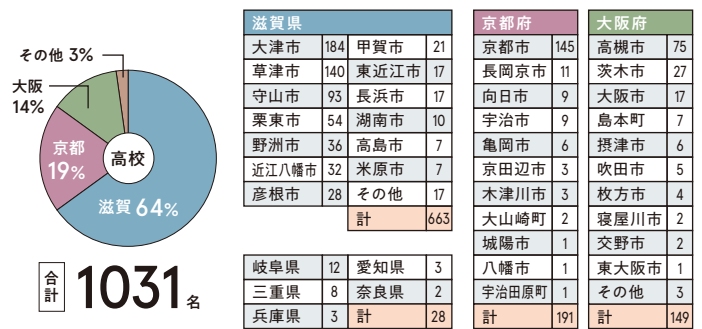 その他 3%
大阪
14%
京都
19%
高校
滋賀 64%
合計 1031名
滋賀県
大津市 184 甲賀市 21
草津市 140 東近江市 17
守山市 93 長浜市 17
栗東市 54 湖南市 10
野洲市 36 高島市 7
近江八幡市 32 米原市 7
彦根市 28 その他 17
計 663
岐阜県 12 愛知県 3
三重県 8 奈良県 2
兵庫県 3 計 28
京都府
京都市 145
長岡京市 11
向日市 9
宇治市 9
亀岡市 6
京田辺市 3
木津川市 3
大山崎町 2
城陽市 1
八幡市 1
宇治田原町 1
計 191
大阪府
高槻市 75
茨木市 27
大阪市 17
島本町 7
摂津市 6
吹田市 5
枚方市 4
寝屋川市 2
交野市 2
東大阪市 1
その他 3
計 149